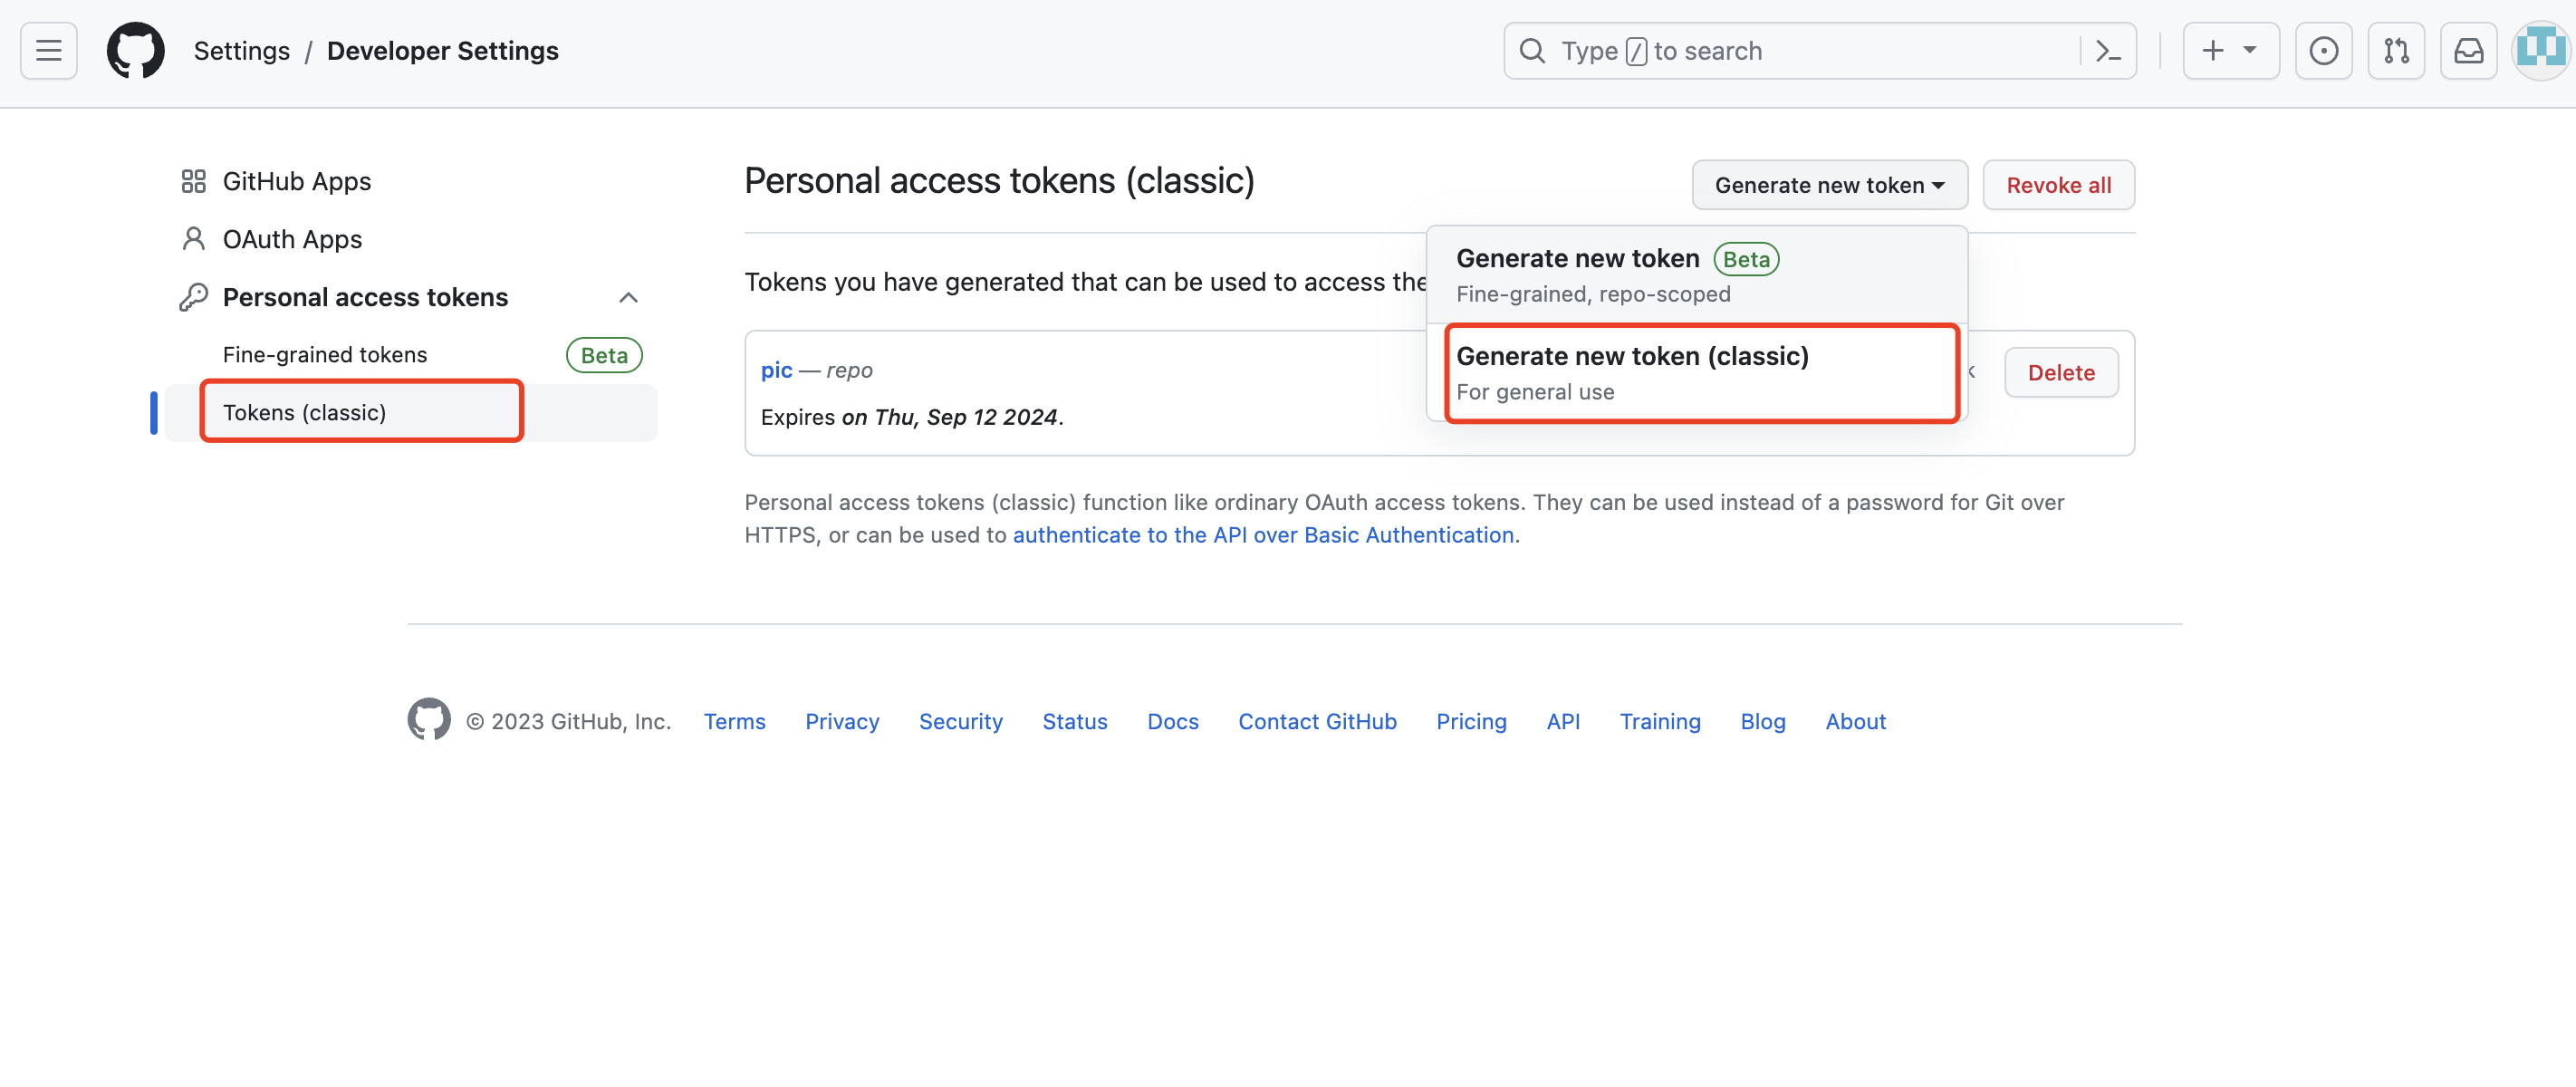 Settings / Developer Settings
Type / to search
GitHub Apps
OAuth Apps
Personal access tokens
Fine-grained tokens Beta
Tokens (classic)
Personal access tokens (classic)
Generate new token
Revoke all
Tokens you have generated that can be used to access the
Generate new token Beta
Fine-grained, repo-scoped
Generate new token (classic)
For general use
pic — repo
Delete
Expires on Thu, Sep 12 2024.
Personal access tokens (classic) function like ordinary OAuth access tokens. They can be used instead of a password for Git over
HTTPS, or can be used to authenticate to the API over Basic Authentication.
© 2023 GitHub, Inc. Terms Privacy Security Status Docs Contact GitHub Pricing API Training Blog About